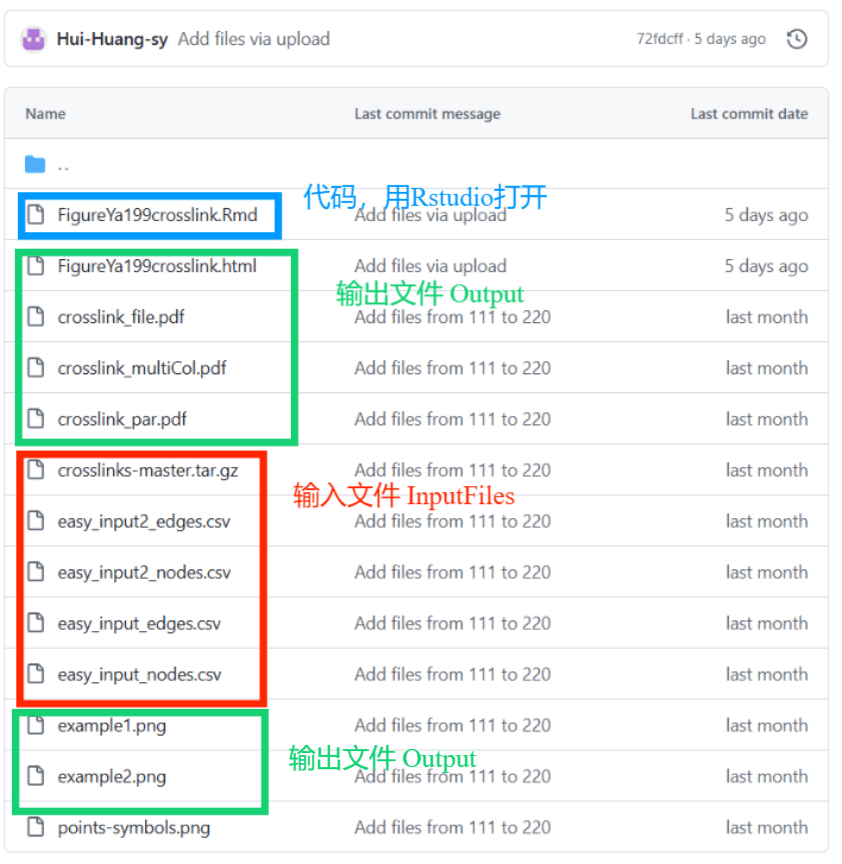 Hui-Huang-sy Add files via upload 72fdcff · 5 days ago
Name Last commit message Last commit date
..
代码，用Rstudio打开
FigureYa199crosslink.Rmd Add files via upload 5 days ago
FigureYa199crosslink.html Add files via upload 5 days ago
输出文件 Output
crosslink_file.pdf Add files from 111 to 220 last month
crosslink_multiCol.pdf Add files from 111 to 220 last month
crosslink_par.pdf Add files from 111 to 220 last month
crosslinks-master.tar.gz Add files from 111 to 220 last month
输入文件 InputFiles
easy_input2_edges.csv Add files from 111 to 220 last month
easy_input2_nodes.csv Add files from 111 to 220 last month
easy_input_edges.csv Add files from 111 to 220 last month
easy_input_nodes.csv Add files from 111 to 220 last month
example1.png Add files from 111 to 220 last month
输出文件 Output
example2.png Add files from 111 to 220 last month
points-symbols.png Add files from 111 to 220 last month